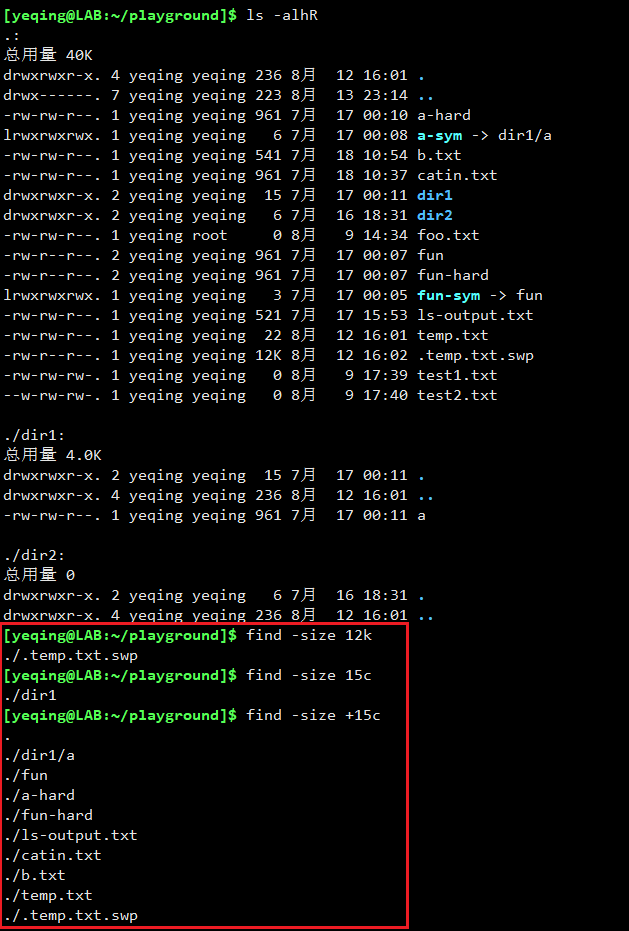 [yeqing@LAB:~/playground]$ ls -alhR
.:
总用量 40K
drwxrwxr-x. 4 yeqing yeqing 236 8月  12 16:01 .
drwx------. 7 yeqing yeqing 223 8月  13 23:14 ..
-rw-rw-r--. 1 yeqing yeqing 961 7月  17 00:10 a-hard
lrwxrwxrwx. 1 yeqing yeqing   6 7月  17 00:08 a-sym -> dir1/a
-rw-rw-r--. 1 yeqing yeqing 541 7月  18 10:54 b.txt
-rw-rw-r--. 1 yeqing yeqing 961 7月  18 10:37 catin.txt
drwxrwxr-x. 2 yeqing yeqing  15 7月  17 00:11 dir1
drwxrwxr-x. 2 yeqing yeqing   6 7月  16 18:31 dir2
-rw-rw-r--. 1 yeqing root     0 8月   9 14:34 foo.txt
-rw-r--r--. 2 yeqing yeqing 961 7月  17 00:07 fun
-rw-r--r--. 2 yeqing yeqing 961 7月  17 00:07 fun-hard
lrwxrwxrwx. 1 yeqing yeqing   3 7月  17 00:05 fun-sym -> fun
-rw-rw-r--. 1 yeqing yeqing 521 7月  17 15:53 ls-output.txt
-rw-rw-r--. 1 yeqing yeqing  22 8月  12 16:01 temp.txt
-rw-r--r--. 1 yeqing yeqing 12K 8月  12 16:02 .temp.txt.swp
-rw-rw-rw-. 1 yeqing yeqing   0 8月   9 17:39 test1.txt
--w-rw-rw-. 1 yeqing yeqing   0 8月   9 17:40 test2.txt
./dir1:
总用量 4.0K
drwxrwxr-x. 2 yeqing yeqing  15 7月  17 00:11 .
drwxrwxr-x. 4 yeqing yeqing 236 8月  12 16:01 ..
-rw-rw-r--. 1 yeqing yeqing 961 7月  17 00:11 a
./dir2:
总用量 0
drwxrwxr-x. 2 yeqing yeqing   6 7月  16 18:31 .
drwxrwxr-x. 4 yeqing yeqing 236 8月  12 16:01 ..
[yeqing@LAB:~/playground]$ find -size 12k
./.temp.txt.swp
[yeqing@LAB:~/playground]$ find -size 15c
./dir1
[yeqing@LAB:~/playground]$ find -size +15c
.
./dir1/a
./fun
./a-hard
./fun-hard
./ls-output.txt
./catin.txt
./b.txt
./temp.txt
./.temp.txt.swp